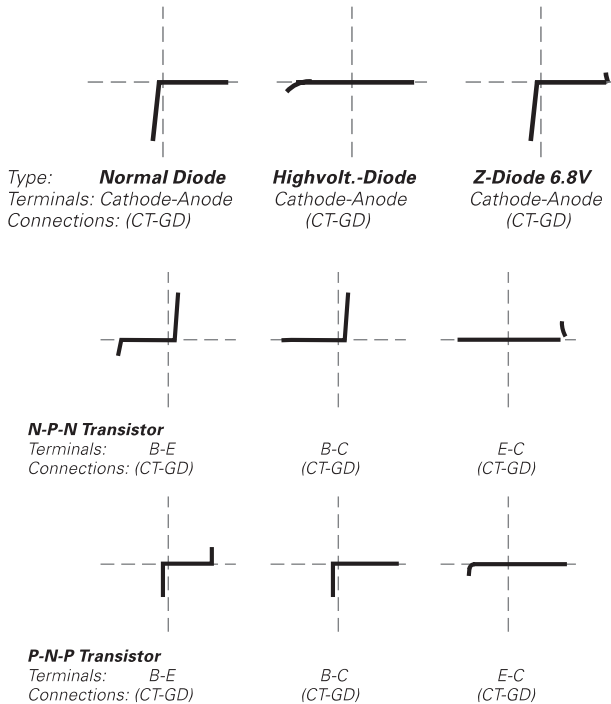 Type: Normal Diode Highvolt.-Diode Z-Diode 6.8V
Terminals: Cathode-Anode Cathode-Anode Cathode-Anode
Connections: (CT-GD) (CT-GD) (CT-GD)
N-P-N Transistor
Terminals: B-E B-C E-C
Connections: (CT-GD) (CT-GD) (CT-GD)
P-N-P Transistor
Terminals: B-E B-C E-C
Connections: (CT-GD) (CT-GD) (CT-GD)